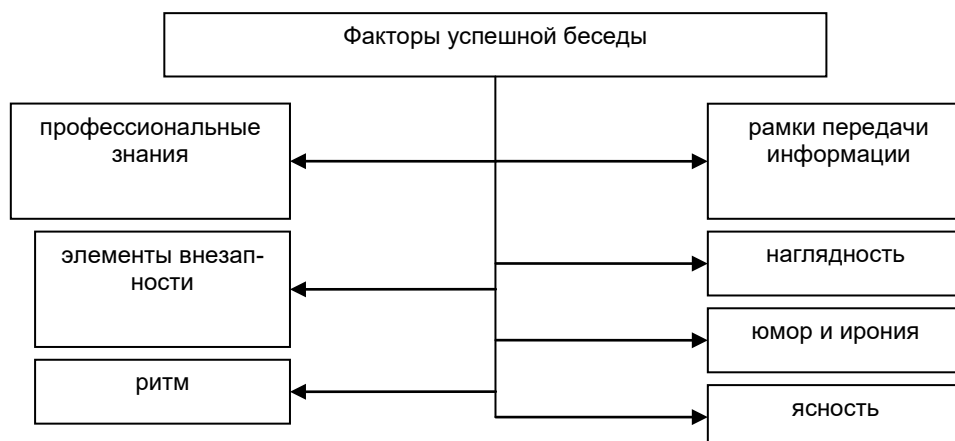 Факторы успешной беседы
профессиональные
знания
рамки передачи
информации
элементы внезап-
ности
наглядность
юмор и ирония
ритм
ясность